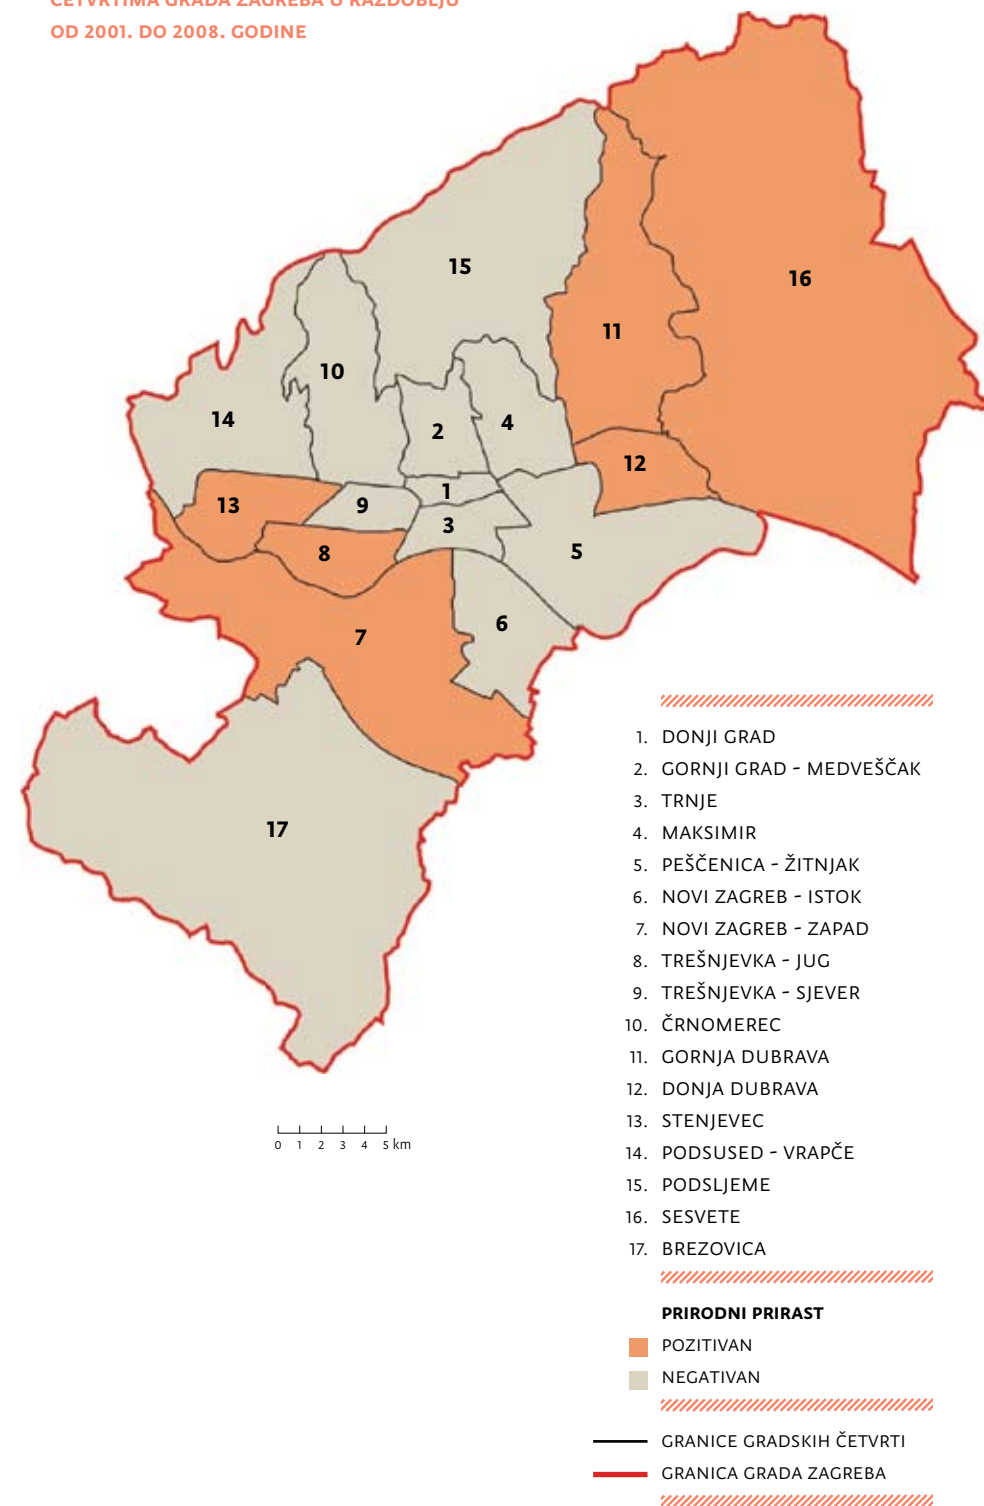 ČETVRTIMA GRADA ZAGREBA U RAZDOBLJU
OD 2001. DO 2008. GODINE
15
16
11
10
14
2
4
12
13
9
1
3
8
5
6
7
17
0 1 2 3 4 5 km
1. DONJI GRAD
2. GORNJI GRAD - MEDVEŠČAK
3. TRNJE
4. MAKSIMIR
5. PEŠČENICA - ŽITNJAK
6. NOVI ZAGREB - ISTOK
7. NOVI ZAGREB - ZAPAD
8. TREŠNJEVKA - JUG
9. TREŠNJEVKA - SJEVER
10. ČRNOMEREC
11. GORNJA DUBRAVA
12. DONJA DUBRAVA
13. STENJEVEC
14. PODSUSED - VRAPČE
15. PODSLJEME
16. SESVETE
17. BREZOVICA
PRIRODNI PRIRAST
POZITIVAN
NEGATIVAN
GRANICE GRADSKIH ČETVRTI
GRANICA GRADA ZAGREBA